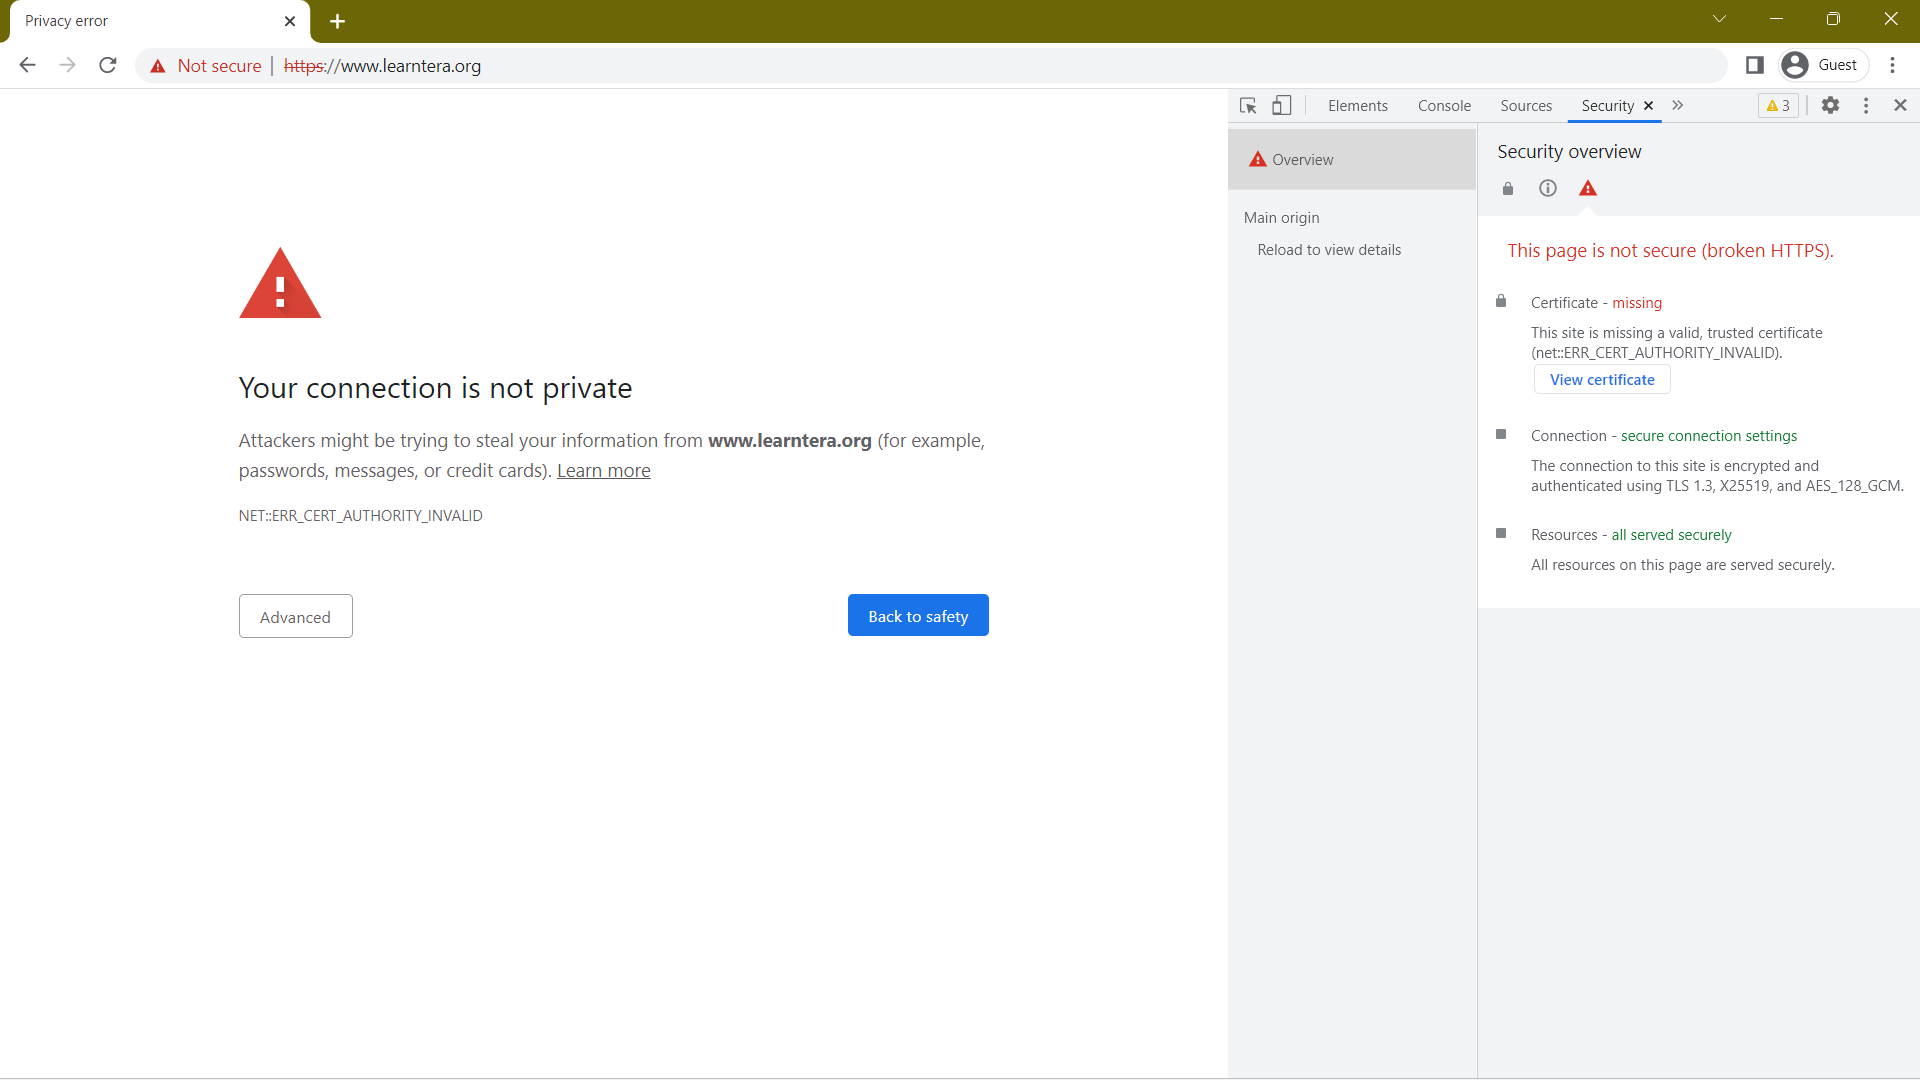 Privacy error
Not secure
https://www.learntera.org
Guest
Elements
Console
Sources
Security
3
Overview
Main origin
Reload to view details
Security overview
This page is not secure (broken HTTPS).
Certificate - missing
This site is missing a valid, trusted certificate
(net::ERR_CERT_AUTHORITY_INVALID).
View certificate
Connection - secure connection settings
The connection to this site is encrypted and
authenticated using TLS 1.3, X25519, and AES_128_GCM.
Resources - all served securely
All resources on this page are served securely.
Your connection is not private
Attackers might be trying to steal your information from www.learntera.org (for example,
passwords, messages, or credit cards). Learn more
NET::ERR_CERT_AUTHORITY_INVALID
Advanced
Back to safety